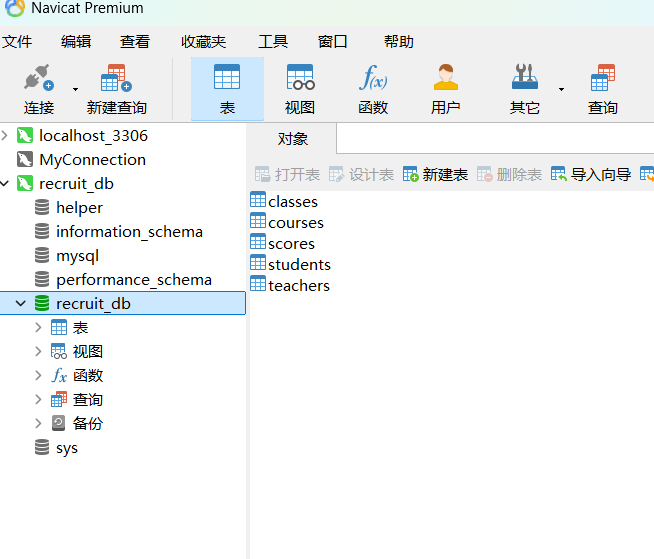 Navicat Premium
文件 编辑 查看 收藏夹 工具 窗口 帮助
连接 新建查询 表 视图 函数 用户 其它 查询
localhost_3306
MyConnection
recruit_db
helper
information_schema
mysql
performance_schema
recruit_db
表
视图
函数
查询
备份
sys
对象
打开表 设计表 新建表 删除表 导入向导
classes
courses
scores
students
teachers